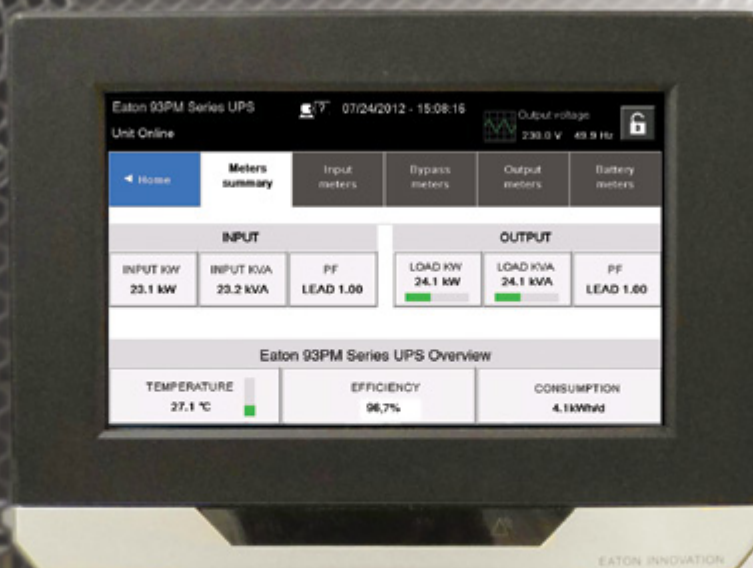 Eaton 93PM Series UPS
07/24/2012 - 15:08:16
Unit Online
Output voltage
230.0 V 49.9 Hz
Home
Meters summary
Input meters
Bypass meters
Output meters
Battery meters
INPUT
OUTPUT
INPUT KW
INPUT KVA
PF
LOAD KW
LOAD KVA
PF
23.1 kW
23.2 kVA
LEAD 1.00
24.1 kW
24.1 kVA
LEAD 1.00
Eaton 93PM Series UPS Overview
TEMPERATURE
EFFICIENCY
CONSUMPTION
27.1 °C
96,7%
4.1kWh/d
EATON INNOVATION